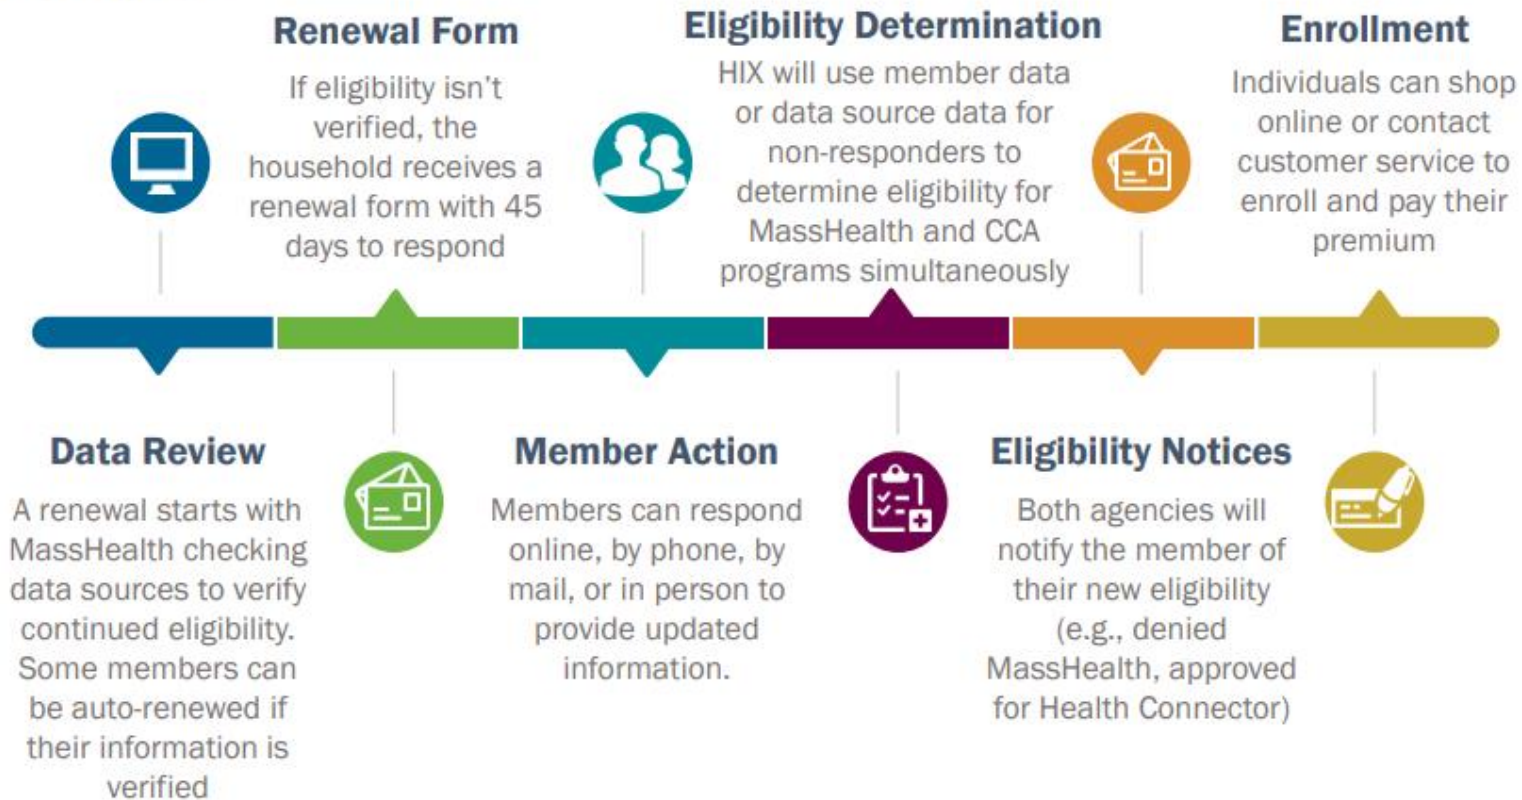 Renewal Form
If eligibility isn't
verified, the
household receives a
renewal form with 45
days to respond
Eligibility Determination
HIX will use member data
or data source data for
non-responders to
determine eligibility for
MassHealth and CCA
programs simultaneously
Enrollment
Individuals can shop
online or contact
customer service to
enroll and pay their
premium
Data Review
A renewal starts with
MassHealth checking
data sources to verify
continued eligibility.
Some members can
be auto-renewed if
their information is
verified
Member Action
Members can respond
online, by phone, by
mail, or in person to
provide updated
information.
Eligibility Notices
Both agencies will
notify the member of
their new eligibility
(e.g., denied
MassHealth, approved
for Health Connector)